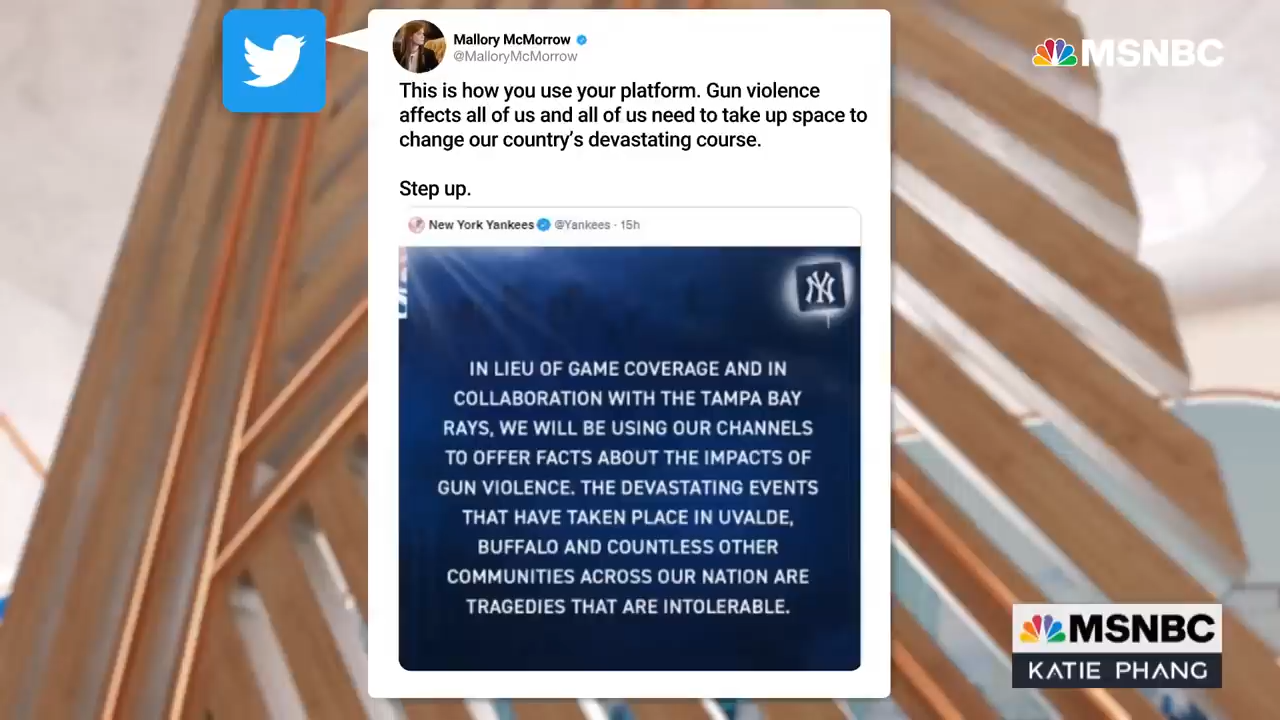 Mallory McMorrow
@MalloryMcMorrow
MSNBC
This is how you use your platform. Gun violence
affects all of us and all of us need to take up space to
change our country’s devastating course.
Step up.
New York Yankees @Yankees · 15h
NY
IN LIEU OF GAME COVERAGE AND IN
COLLABORATION WITH THE TAMPA BAY
RAYS, WE WILL BE USING OUR CHANNELS
TO OFFER FACTS ABOUT THE IMPACTS OF
GUN VIOLENCE. THE DEVASTATING EVENTS
THAT HAVE TAKEN PLACE IN UVALDE,
BUFFALO AND COUNTLESS OTHER
COMMUNITIES ACROSS OUR NATION ARE
TRAGEDIES THAT ARE INTOLERABLE.
MSNBC
KATIE PHANG